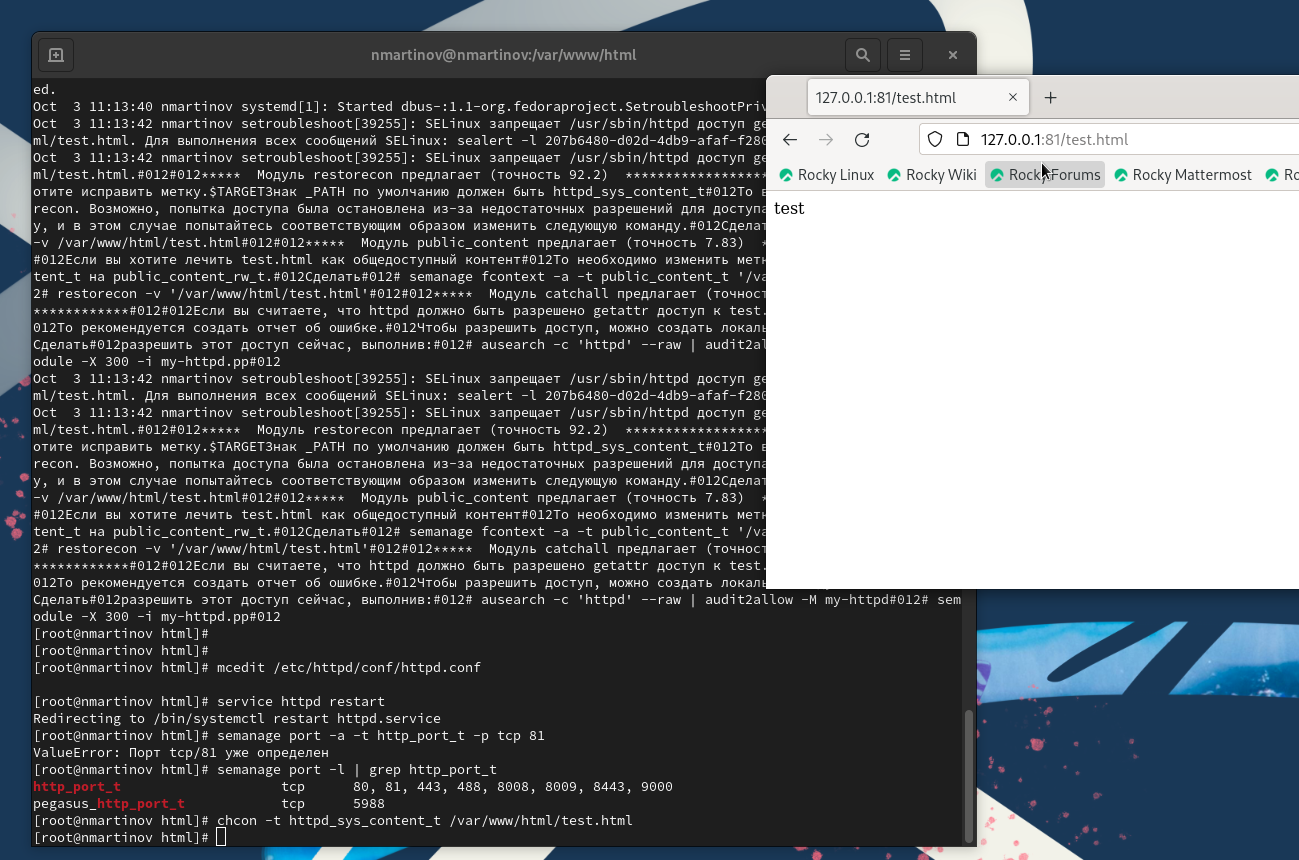 nmartinov@nmartinov:/var/www/html
ed.
Oct  3 11:13:40 nmartinov systemd[1]: Started dbus-:1.1-org.fedoraproject.SetroubleshootPriv
Oct  3 11:13:42 nmartinov setroubleshoot[39255]: SELinux запрещает /usr/sbin/httpd доступ ge
ml/test.html. Для выполнения всех сообщений SELinux: sealert -l 207b6480-d02d-4db9-afaf-f280
Oct  3 11:13:42 nmartinov setroubleshoot[39255]: SELinux запрещает /usr/sbin/httpd доступ ge
ml/test.html.#012#012*****  Модуль restorecon предлагает (точность 92.2)  ******************
отите исправить метку.$TARGETЗнак _PATH по умолчанию должен быть httpd_sys_content_t#012То в
recon. Возможно, попытка доступа была остановлена из-за недостаточных разрешений для доступа
у, и в этом случае попытайтесь соответствующим образом изменить следующую команду.#012Сделат
-v /var/www/html/test.html#012#012*****  Модуль public_content предлагает (точность 7.83)  *
#012Если вы хотите лечить test.html как общедоступный контент#012То необходимо изменить метк
tent_t на public_content_rw_t.#012Сделать#012# semanage fcontext -a -t public_content_t '/va
2# restorecon -v '/var/www/html/test.html'#012#012*****  Модуль catchall предлагает (точност
************#012#012Если вы считаете, что httpd должно быть разрешено getattr доступ к test.
012То рекомендуется создать отчет об ошибке.#012Чтобы разрешить доступ, можно создать локаль
Сделать#012разрешить этот доступ сейчас, выполнив:#012# ausearch -c 'httpd' --raw | audit2al
odule -X 300 -i my-httpd.pp#012
Oct  3 11:13:42 nmartinov setroubleshoot[39255]: SELinux запрещает /usr/sbin/httpd доступ ge
ml/test.html. Для выполнения всех сообщений SELinux: sealert -l 207b6480-d02d-4db9-afaf-f280
Oct  3 11:13:42 nmartinov setroubleshoot[39255]: SELinux запрещает /usr/sbin/httpd доступ ge
ml/test.html.#012#012*****  Модуль restorecon предлагает (точность 92.2)  ******************
отите исправить метку.$TARGETЗнак _PATH по умолчанию должен быть httpd_sys_content_t#012То в
recon. Возможно, попытка доступа была остановлена из-за недостаточных разрешений для доступа
у, и в этом случае попытайтесь соответствующим образом изменить следующую команду.#012Сделат
-v /var/www/html/test.html#012#012*****  Модуль public_content предлагает (точность 7.83)  *
#012Если вы хотите лечить test.html как общедоступный контент#012То необходимо изменить метк
tent_t на public_content_rw_t.#012Сделать#012# semanage fcontext -a -t public_content_t '/va
2# restorecon -v '/var/www/html/test.html'#012#012*****  Модуль catchall предлагает (точност
************#012#012Если вы считаете, что httpd должно быть разрешено getattr доступ к test.
012То рекомендуется создать отчет об ошибке.#012Чтобы разрешить доступ, можно создать локаль
Сделать#012разрешить этот доступ сейчас, выполнив:#012# ausearch -c 'httpd' --raw | audit2allow -M my-httpd#012# sem
odule -X 300 -i my-httpd.pp#012
[root@nmartinov html]#
[root@nmartinov html]#
[root@nmartinov html]# mcedit /etc/httpd/conf/httpd.conf
[root@nmartinov html]# service httpd restart
Redirecting to /bin/systemctl restart httpd.service
[root@nmartinov html]# semanage port -a -t http_port_t -p tcp 81
ValueError: Порт tcp/81 уже определен
[root@nmartinov html]# semanage port -l | grep http_port_t
http_port_t                    tcp      80, 81, 443, 488, 8008, 8009, 8443, 9000
pegasus_http_port_t            tcp      5988
[root@nmartinov html]# chcon -t httpd_sys_content_t /var/www/html/test.html
[root@nmartinov html]#
127.0.0.1:81/test.html
127.0.0.1:81/test.html
Rocky Linux Rocky Wiki Rocky Forums Rocky Mattermost Ro
test